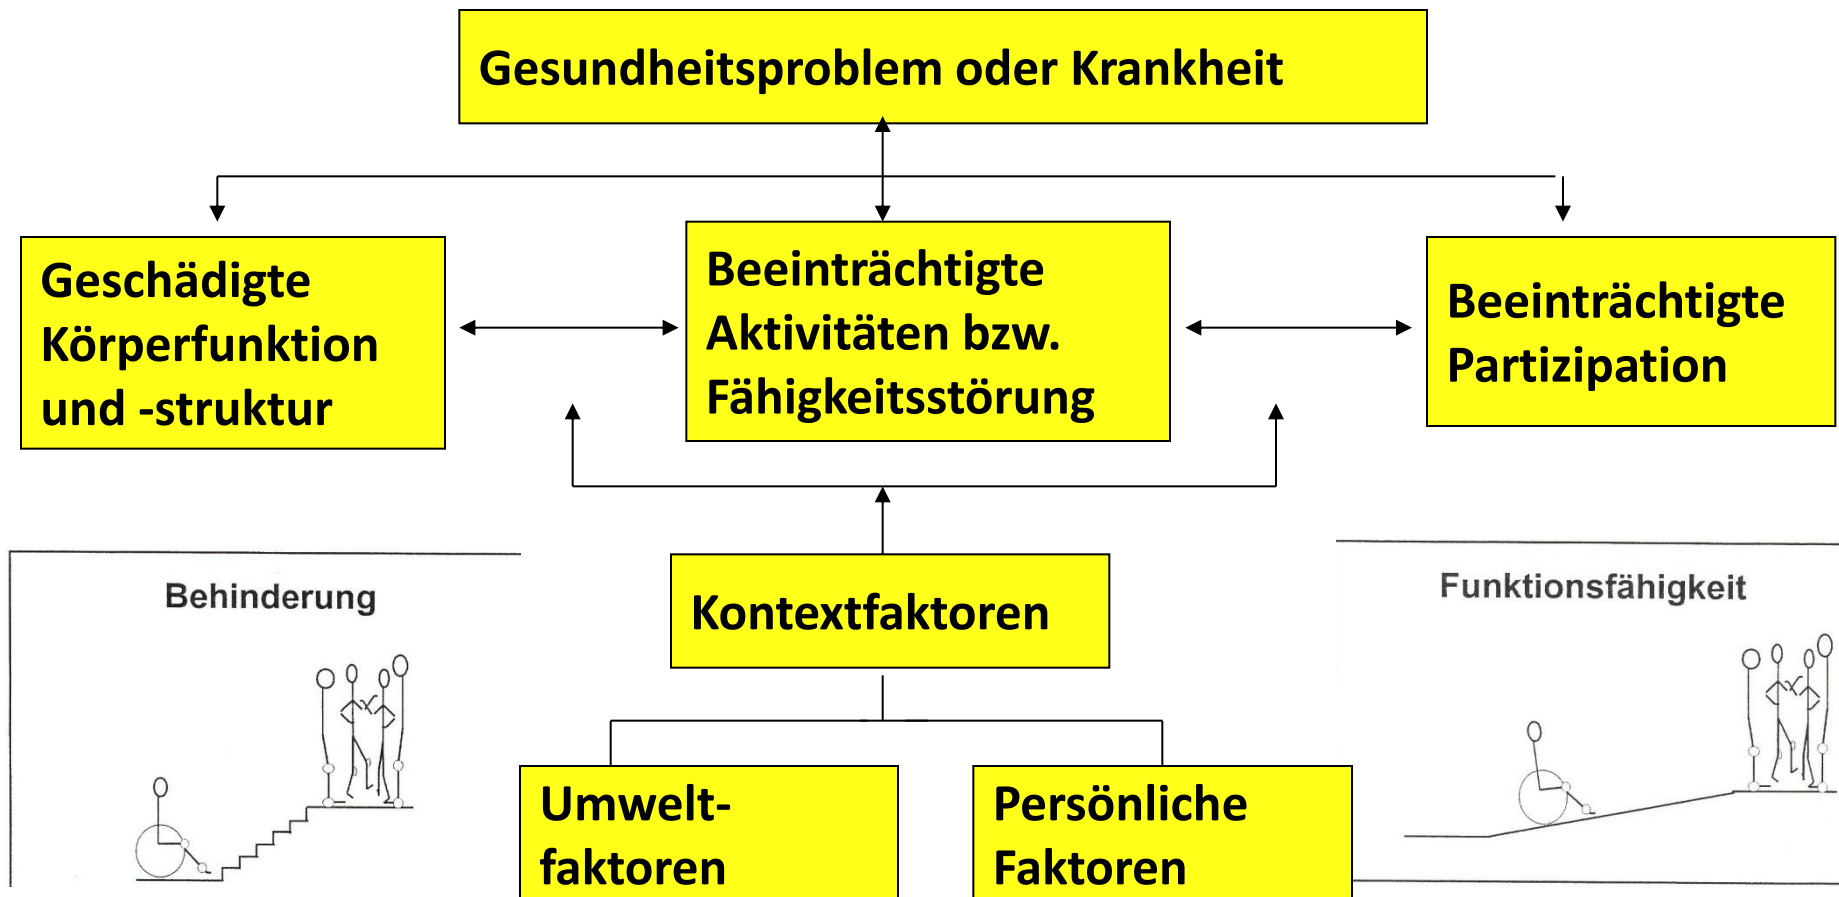 Gesundheitsproblem oder Krankheit
Geschädigte
Körperfunktion
und -struktur
Beeinträchtigte
Aktivitäten bzw.
Fähigkeitsstörung
Beeinträchtigte
Partizipation
Behinderung
Kontextfaktoren
Funktionsfähigkeit
Umwelt-
faktoren
Persönliche
Faktoren